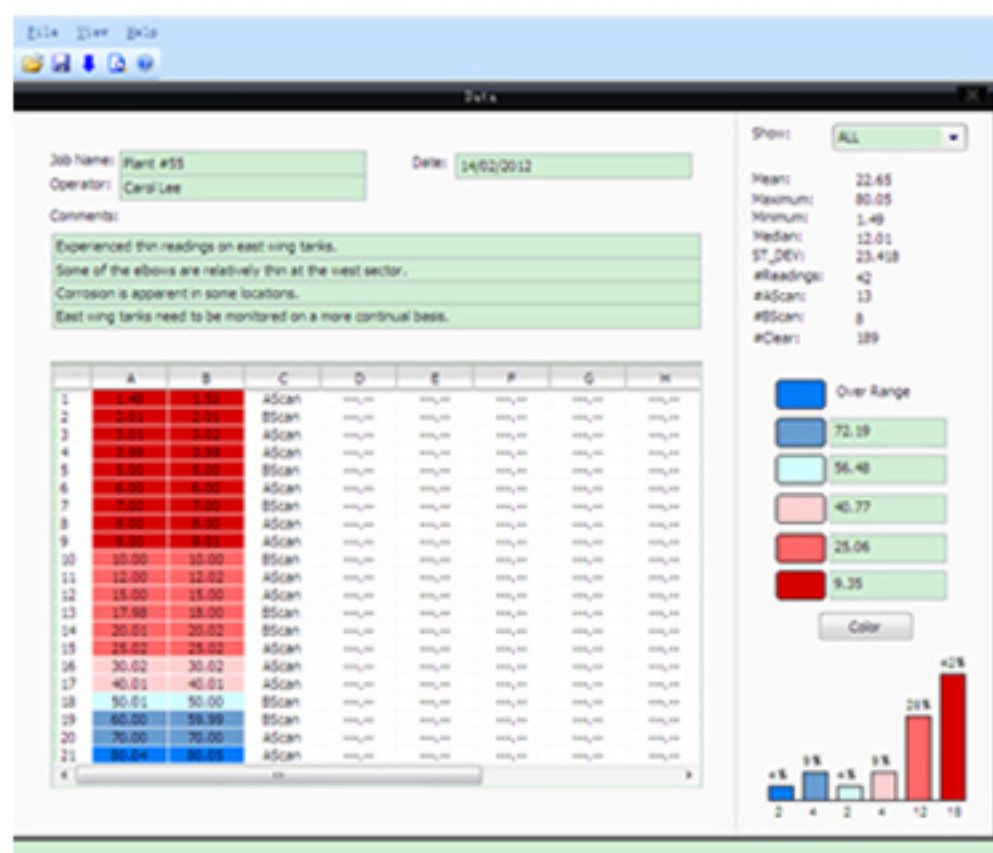 File View Help
Data
Job Name: Plant #55
Date: 14/02/2012
Operator: Carol Lee
Comments:
Experienced thin readings on east wing tanks.
Some of the elbows are relatively thin at the west sector.
Corrosion is apparent in some locations.
East wing tanks need to be monitored on a more continual basis.
A B C D E F G H
1 1.49 1.50 AScan ---.-- ---.-- ---.-- ---.-- ---.--
2 2.01 2.01 BScan ---.-- ---.-- ---.-- ---.-- ---.--
3 3.01 3.02 AScan ---.-- ---.-- ---.-- ---.-- ---.--
4 3.99 3.99 AScan ---.-- ---.-- ---.-- ---.-- ---.--
5 5.00 5.00 BScan ---.-- ---.-- ---.-- ---.-- ---.--
6 6.00 6.00 AScan ---.-- ---.-- ---.-- ---.-- ---.--
7 7.00 7.00 BScan ---.-- ---.-- ---.-- ---.-- ---.--
8 8.00 8.00 AScan ---.-- ---.-- ---.-- ---.-- ---.--
9 9.00 9.01 AScan ---.-- ---.-- ---.-- ---.-- ---.--
10 10.00 10.00 BScan ---.-- ---.-- ---.-- ---.-- ---.--
11 12.00 12.02 AScan ---.-- ---.-- ---.-- ---.-- ---.--
12 15.00 15.00 AScan ---.-- ---.-- ---.-- ---.-- ---.--
13 17.98 18.00 BScan ---.-- ---.-- ---.-- ---.-- ---.--
14 20.01 20.02 BScan ---.-- ---.-- ---.-- ---.-- ---.--
15 25.02 25.02 AScan ---.-- ---.-- ---.-- ---.-- ---.--
16 30.02 30.02 AScan ---.-- ---.-- ---.-- ---.-- ---.--
17 40.01 40.01 AScan ---.-- ---.-- ---.-- ---.-- ---.--
18 50.01 50.00 BScan ---.-- ---.-- ---.-- ---.-- ---.--
19 60.00 59.99 BScan ---.-- ---.-- ---.-- ---.-- ---.--
20 70.00 70.00 AScan ---.-- ---.-- ---.-- ---.-- ---.--
21 80.04 80.05 AScan ---.-- ---.-- ---.-- ---.-- ---.--
Show: ALL
Mean: 22.65
Maximum: 80.05
Minimum: 1.49
Median: 12.01
ST_DEV: 23.418
#Readings: 42
#AScan: 13
#BScan: 8
#Clear: 189
Over Range
72.19
56.48
40.77
25.06
9.35
Color
4% 9% 4% 9% 28% 42%
2 4 2 4 12 18